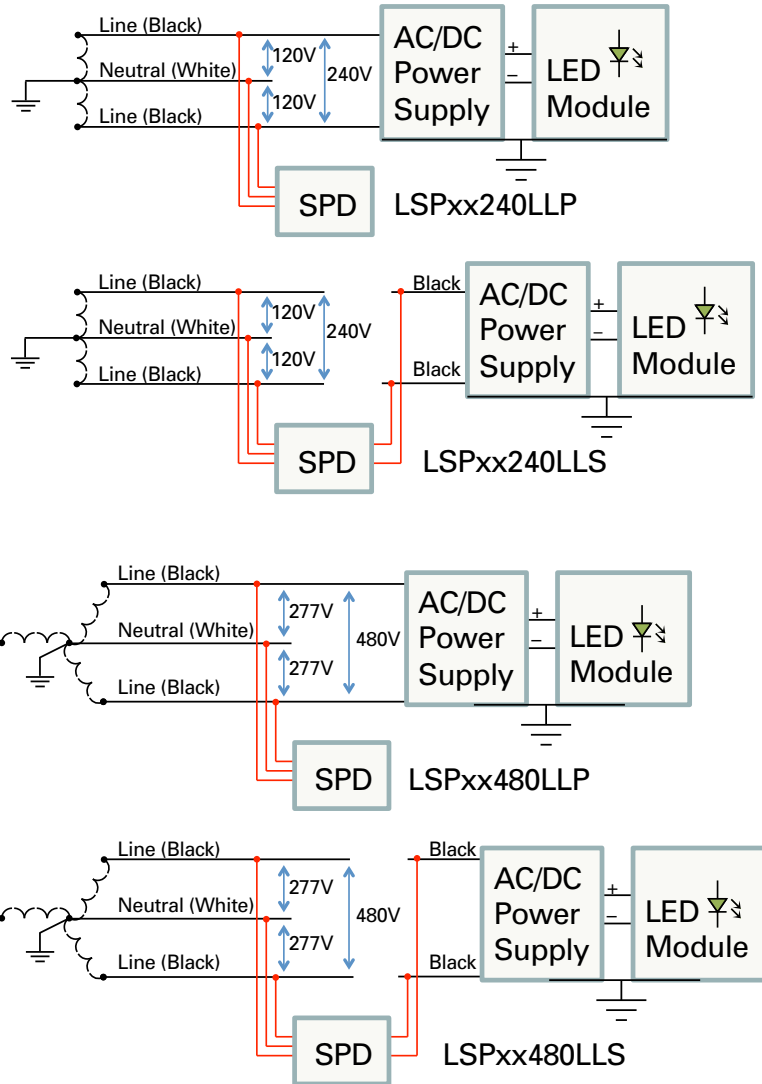 Line (Black)
120V
Neutral (White)
240V
120V
Line (Black)
AC/DC
Power
Supply
+
−
LED
Module
SPD
LSPxx240LLP
Line (Black)
120V
Neutral (White)
240V
120V
Line (Black)
Black
Black
AC/DC
Power
Supply
+
−
LED
Module
SPD
LSPxx240LLS
Line (Black)
277V
Neutral (White)
480V
277V
Line (Black)
AC/DC
Power
Supply
+
−
LED
Module
SPD
LSPxx480LLP
Line (Black)
277V
Neutral (White)
480V
277V
Line (Black)
Black
Black
AC/DC
Power
Supply
+
−
LED
Module
SPD
LSPxx480LLS